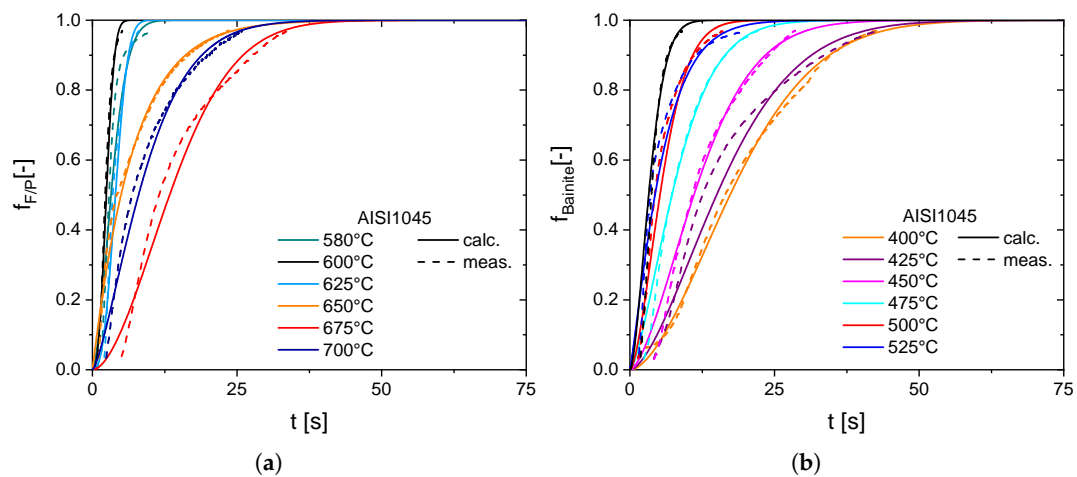 1.0
0.8
0.6
0.4
0.2
0.0
f_F/P[-]
0 25 50 75
t [s]
AISI1045
580°C
600°C
625°C
650°C
675°C
700°C
calc.
meas.
(a)
1.0
0.8
0.6
0.4
0.2
0.0
f_Bainite[-]
0 25 50 75
t [s]
AISI1045
400°C
425°C
450°C
475°C
500°C
525°C
calc.
meas.
(b)